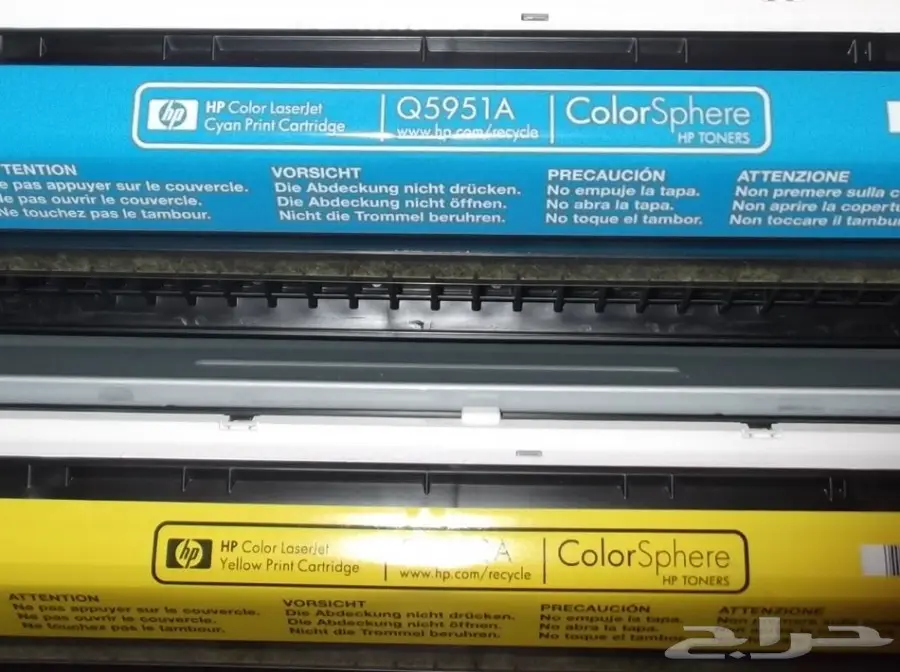 hp
HP Color LaserJet
Cyan Print Cartridge
Q5951A
www.hp.com/recycle
ColorSphere
HP TONERS
TENTION
e pas appuyer sur le couvercle.
e pas ouvrir le couvercle.
Ne touchez pas le tambour.
VORSICHT
Die Abdeckung nicht drücken.
Die Abdeckung nicht öffnen.
Nicht die Trommel beruhren.
PRECAUCIÓN
No empuje la tapa.
No abra la tapa.
No toque el tambor.
ATTENZIONE
Non premere sulla c
Non aprire la copertu
Non toccare il tambur
hp
HP Color LaserJet
Yellow Print Cartridge
www.hp.com/recycle
ColorSphere
HP TONERS
ATTENTION
Ne pas appuyer sur le couvercle.
Ne pas ouvrir le couvercle.
Ne touchez pas le tambour.
VORSICHT
Die Abdeckung nicht drücken.
Die Abdeckung nicht öffnen.
Nicht die Trommel beruhren.
PRECAUCIÓN
No empuje la tapa.
No abra la tapa.
No toque el tambor.
ATTENZIONE
حراج